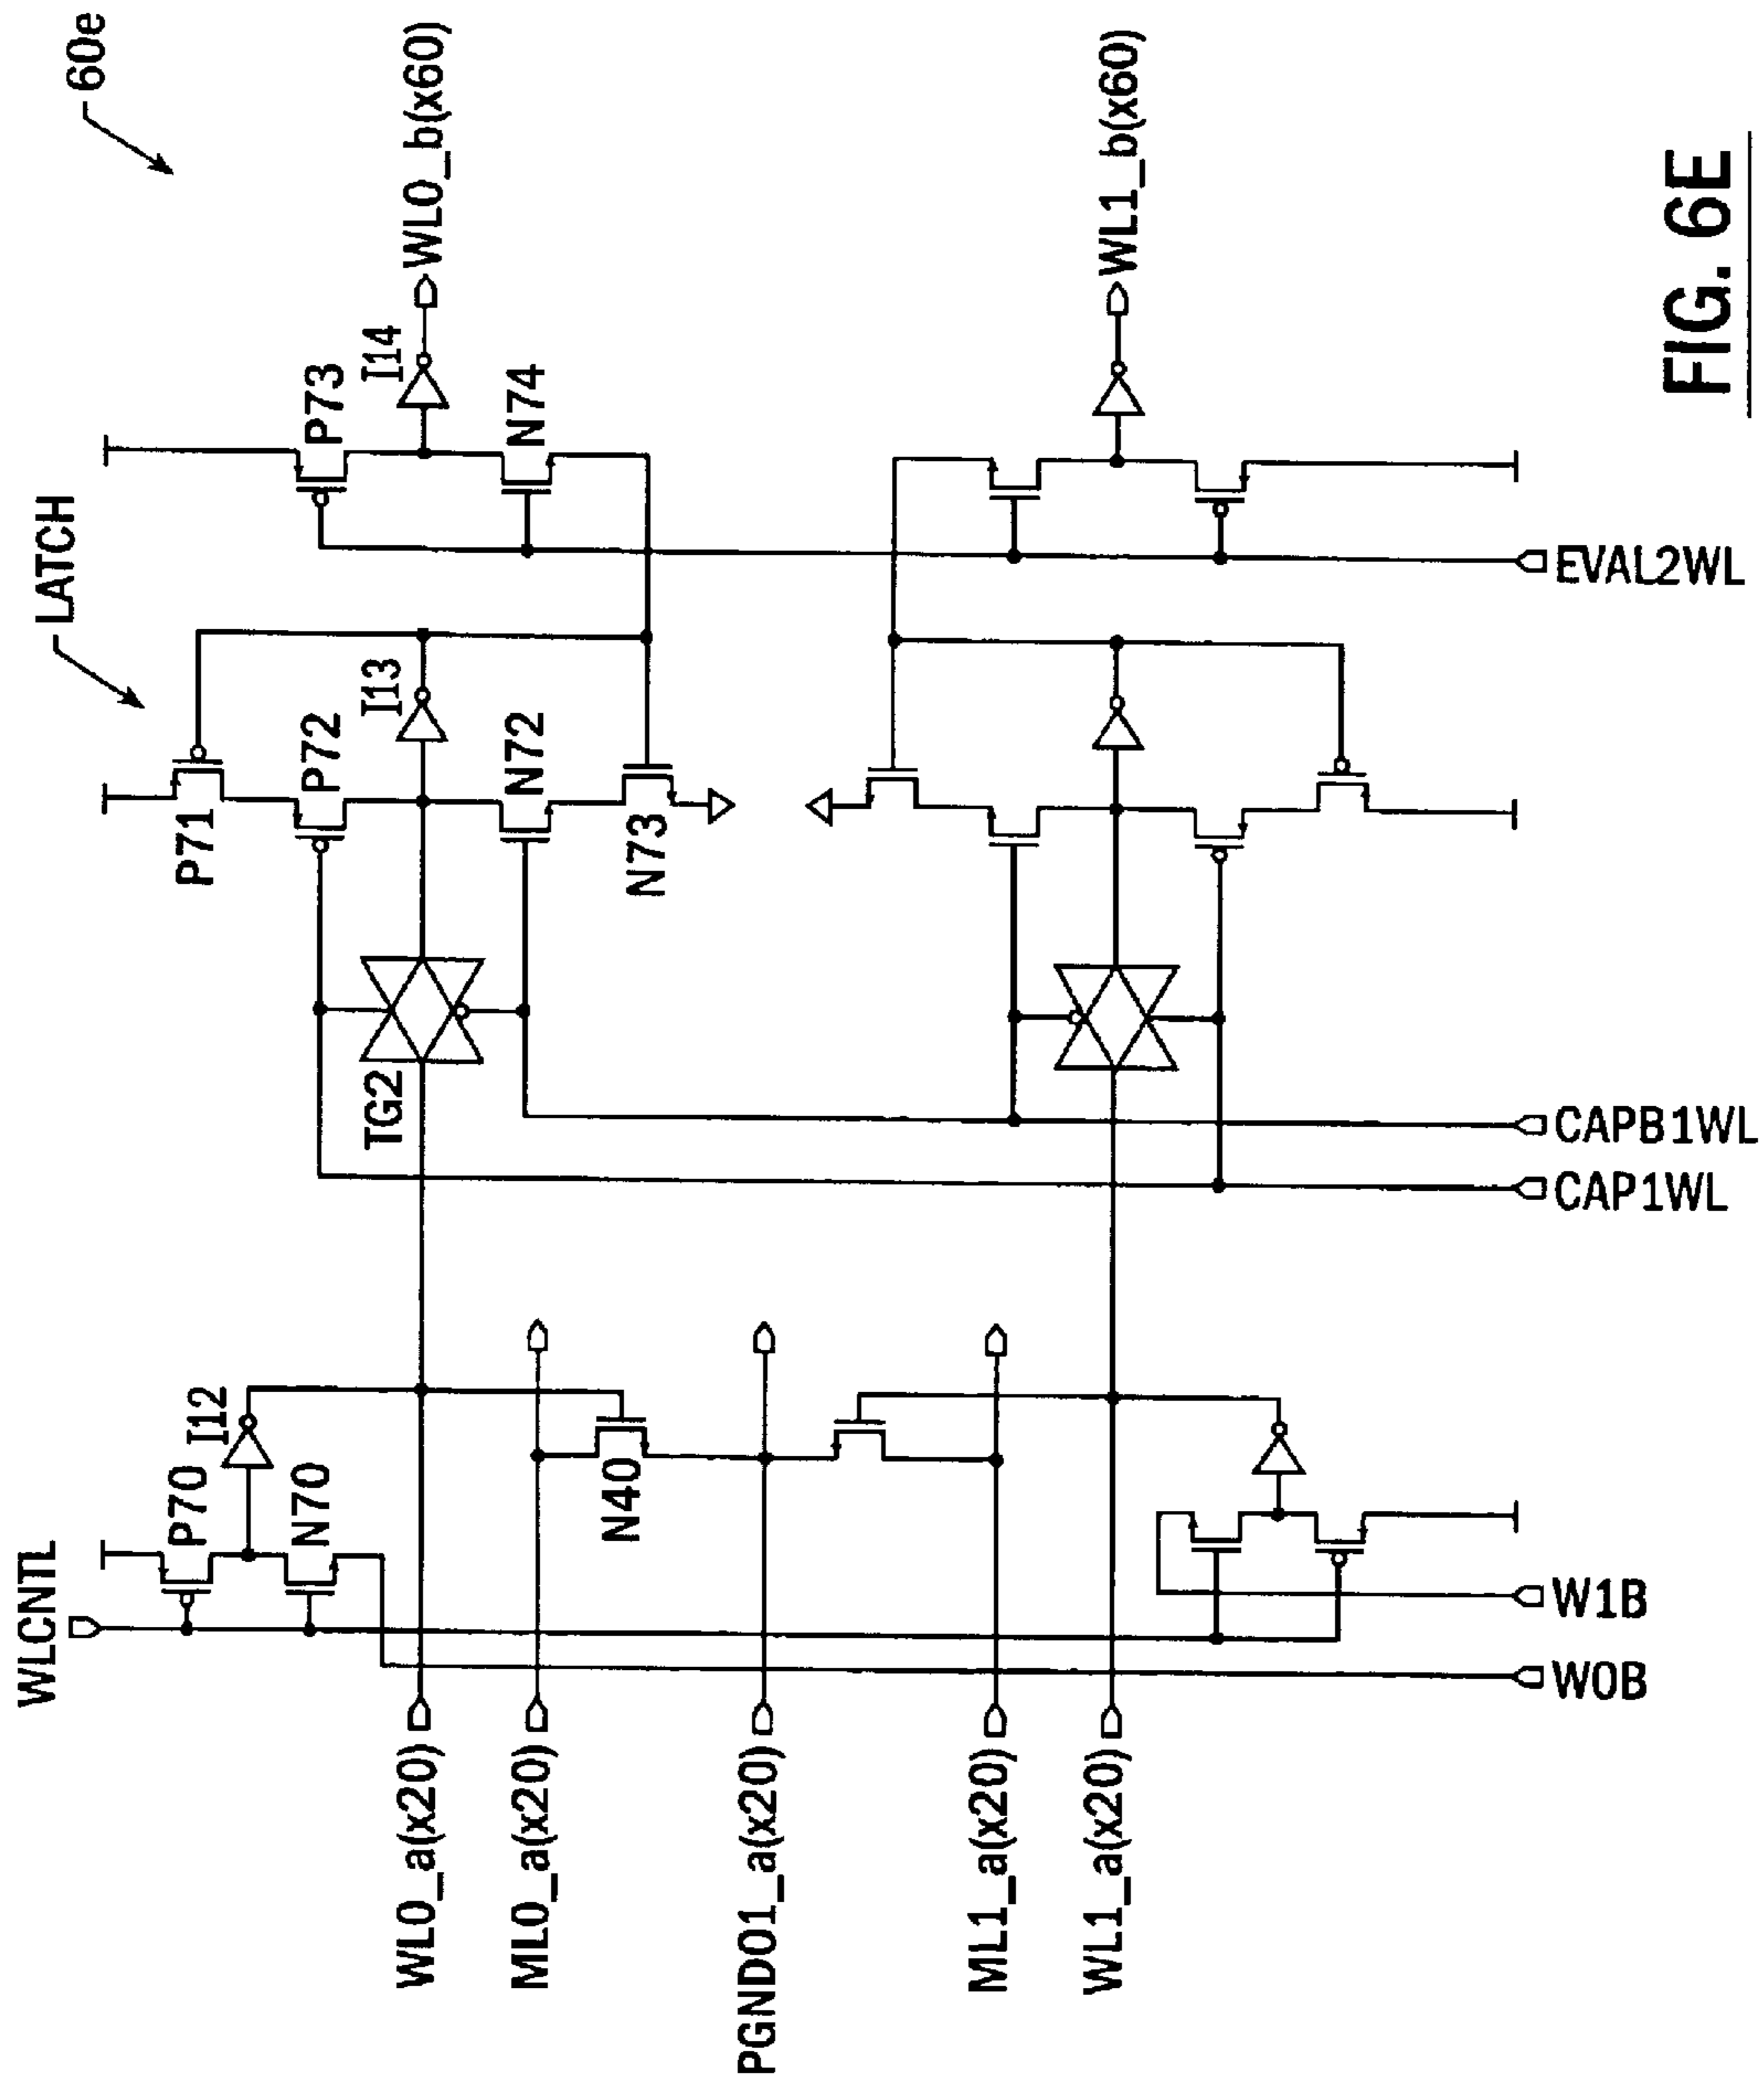 60e
LATCH
WLCNTL
P70
I12
N70
P71
P72
I13
N72
N73
P73
I14
N74
TG2
N40
WL0_a(x20)
ML0_a(x20)
PGND01_a(x20)
ML1_a(x20)
WL1_a(x20)
WL0_b(x60)
WL1_b(x60)
W0B
W1B
CAP1WL
CAPB1WL
EVAL2WL
FIG. 6E